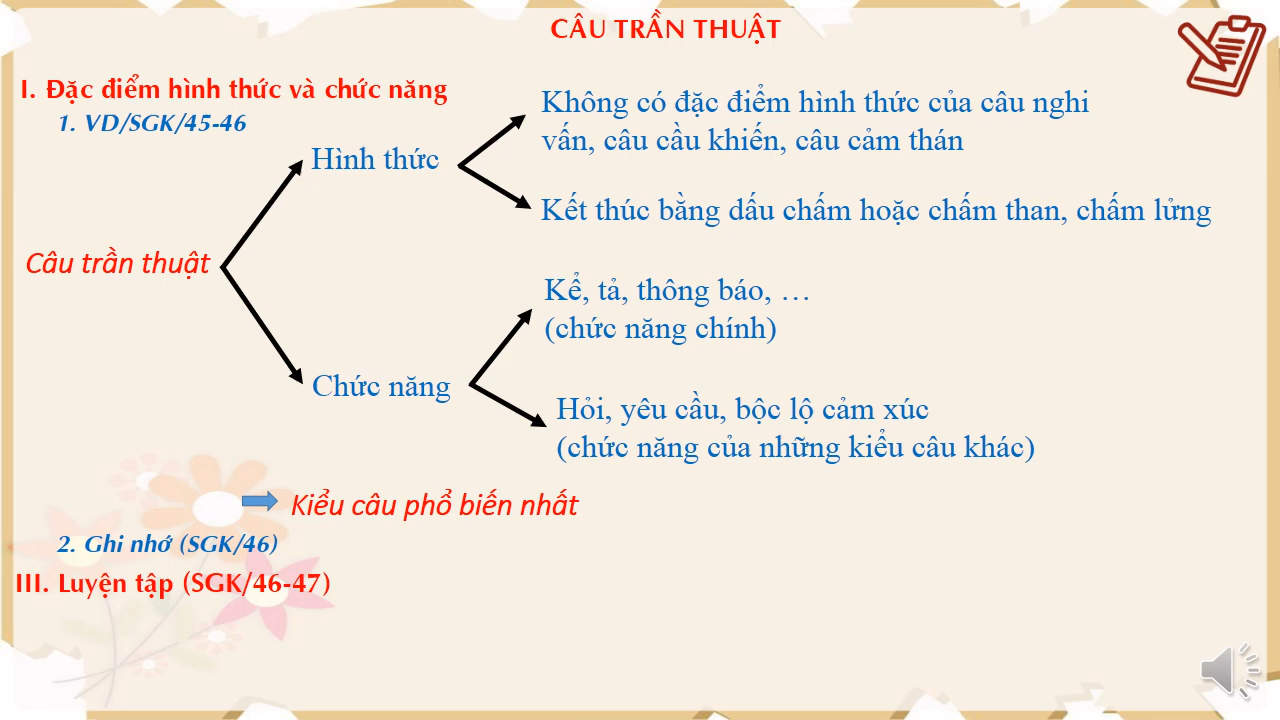 CÂU TRẦN THUẬT
I. Đặc điểm hình thức và chức năng
1. VD/SGK/45-46
Không có đặc điểm hình thức của câu nghi
vấn, câu cầu khiến, câu cảm thán
Hình thức
Kết thúc bằng dấu chấm hoặc chấm than, chấm lửng
Câu trần thuật
Kể, tả, thông báo, …
(chức năng chính)
Chức năng
Hỏi, yêu cầu, bộc lộ cảm xúc
(chức năng của những kiểu câu khác)
Kiểu câu phổ biến nhất
2. Ghi nhớ (SGK/46)
III. Luyện tập (SGK/46-47)